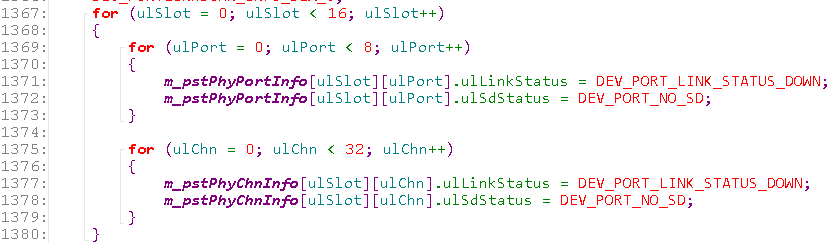 1367: for (ulSlot = 0; ulSlot < 16; ulSlot++)
1368: {
1369: for (ulPort = 0; ulPort < 8; ulPort++)
1370: {
1371: m_pstPhyPortInfo[ulSlot][ulPort].ulLinkStatus = DEV_PORT_LINK_STATUS_DOWN;
1372: m_pstPhyPortInfo[ulSlot][ulPort].ulSdStatus = DEV_PORT_NO_SD;
1373: }
1374:
1375: for (ulChn = 0; ulChn < 32; ulChn++)
1376: {
1377: m_pstPhyChnInfo[ulSlot][ulChn].ulLinkStatus = DEV_PORT_LINK_STATUS_DOWN;
1378: m_pstPhyChnInfo[ulSlot][ulChn].ulSdStatus = DEV_PORT_NO_SD;
1379: }
1380: }